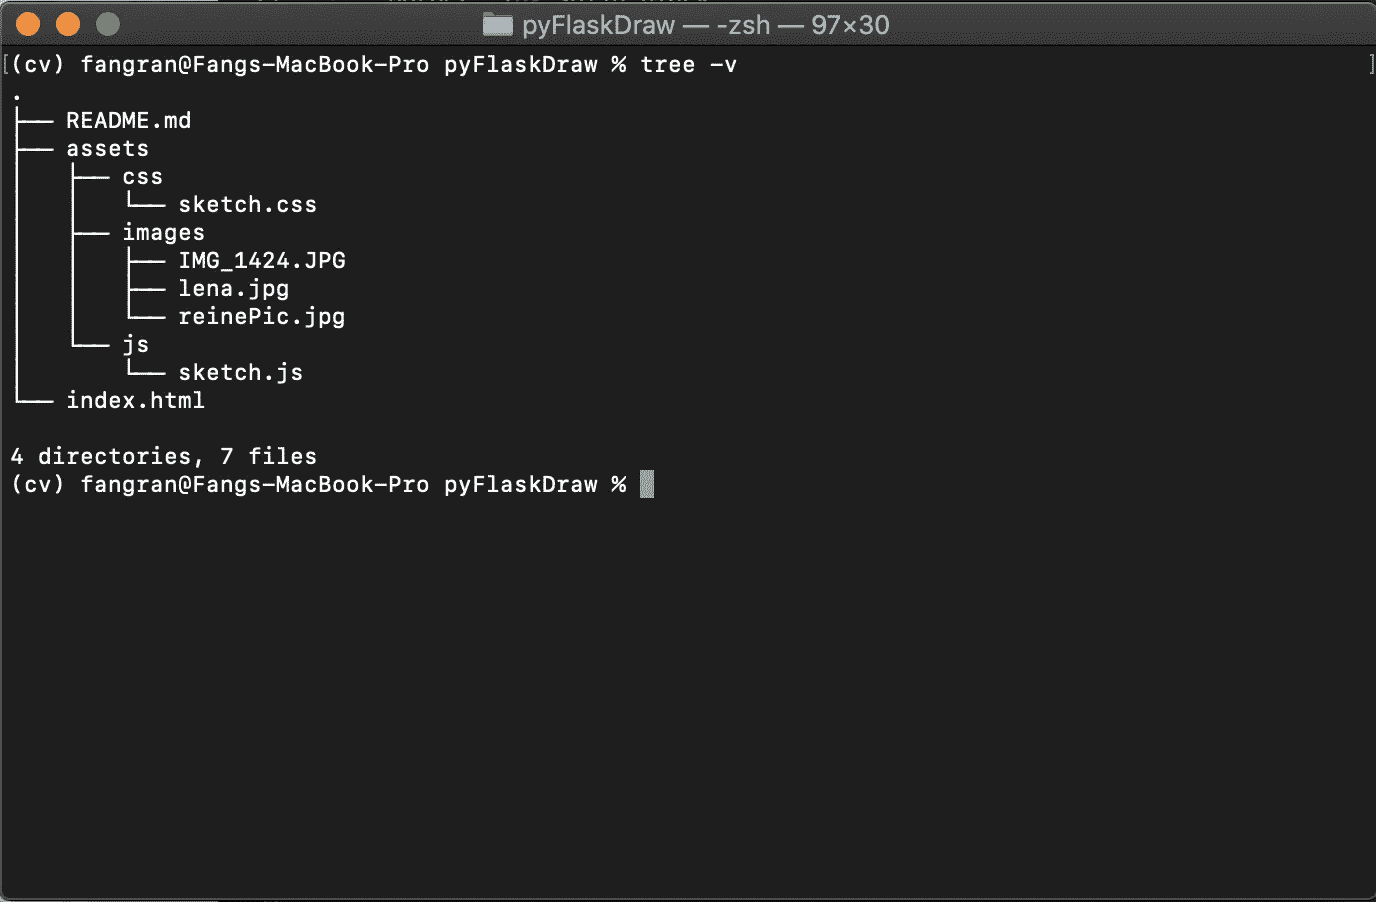 pyFlaskDraw — -zsh — 97×30
[(cv) fangran@Fangs-MacBook-Pro pyFlaskDraw % tree -v ]
.
├── README.md
├── assets
│   ├── css
│   │   └── sketch.css
│   ├── images
│   │   ├── IMG_1424.JPG
│   │   ├── lena.jpg
│   │   └── reinePic.jpg
│   └── js
│       └── sketch.js
└── index.html
4 directories, 7 files
(cv) fangran@Fangs-MacBook-Pro pyFlaskDraw %